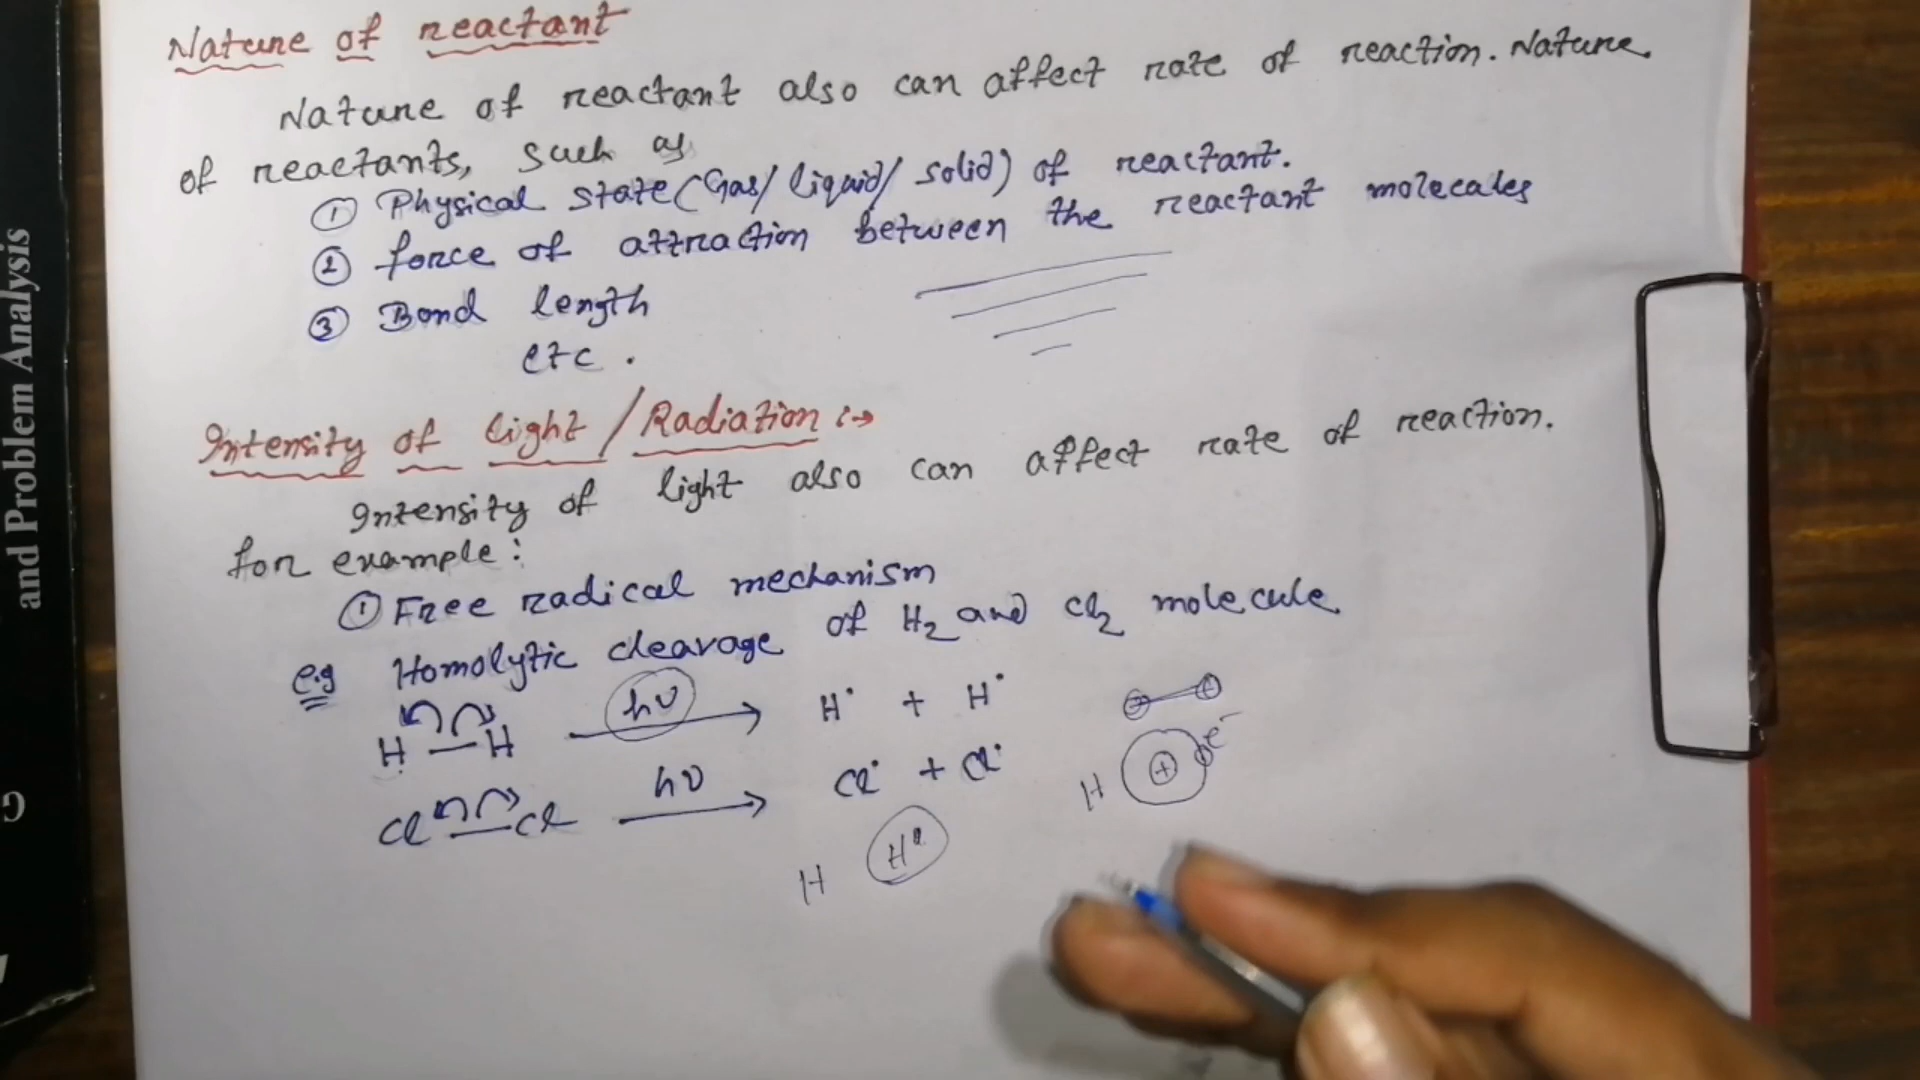 Nature of reactant
Nature of reactant also can affect rate of reaction. Nature
of reactants, such as
① Physical state (Gas/liquid/solid) of reactant.
② force of attraction between the reactant molecules
③ Bond length
etc.
Intensity of light/Radiation :→
Intensity of light also can affect rate of reaction.
for example:
① Free radical mechanism
e.g Homolytic cleavage of H₂ and Cl₂ molecule
H—H hν → H• + H•
Cl—Cl hν → Cl• + Cl•
H + e⁻
H H•
and Problem Analysis